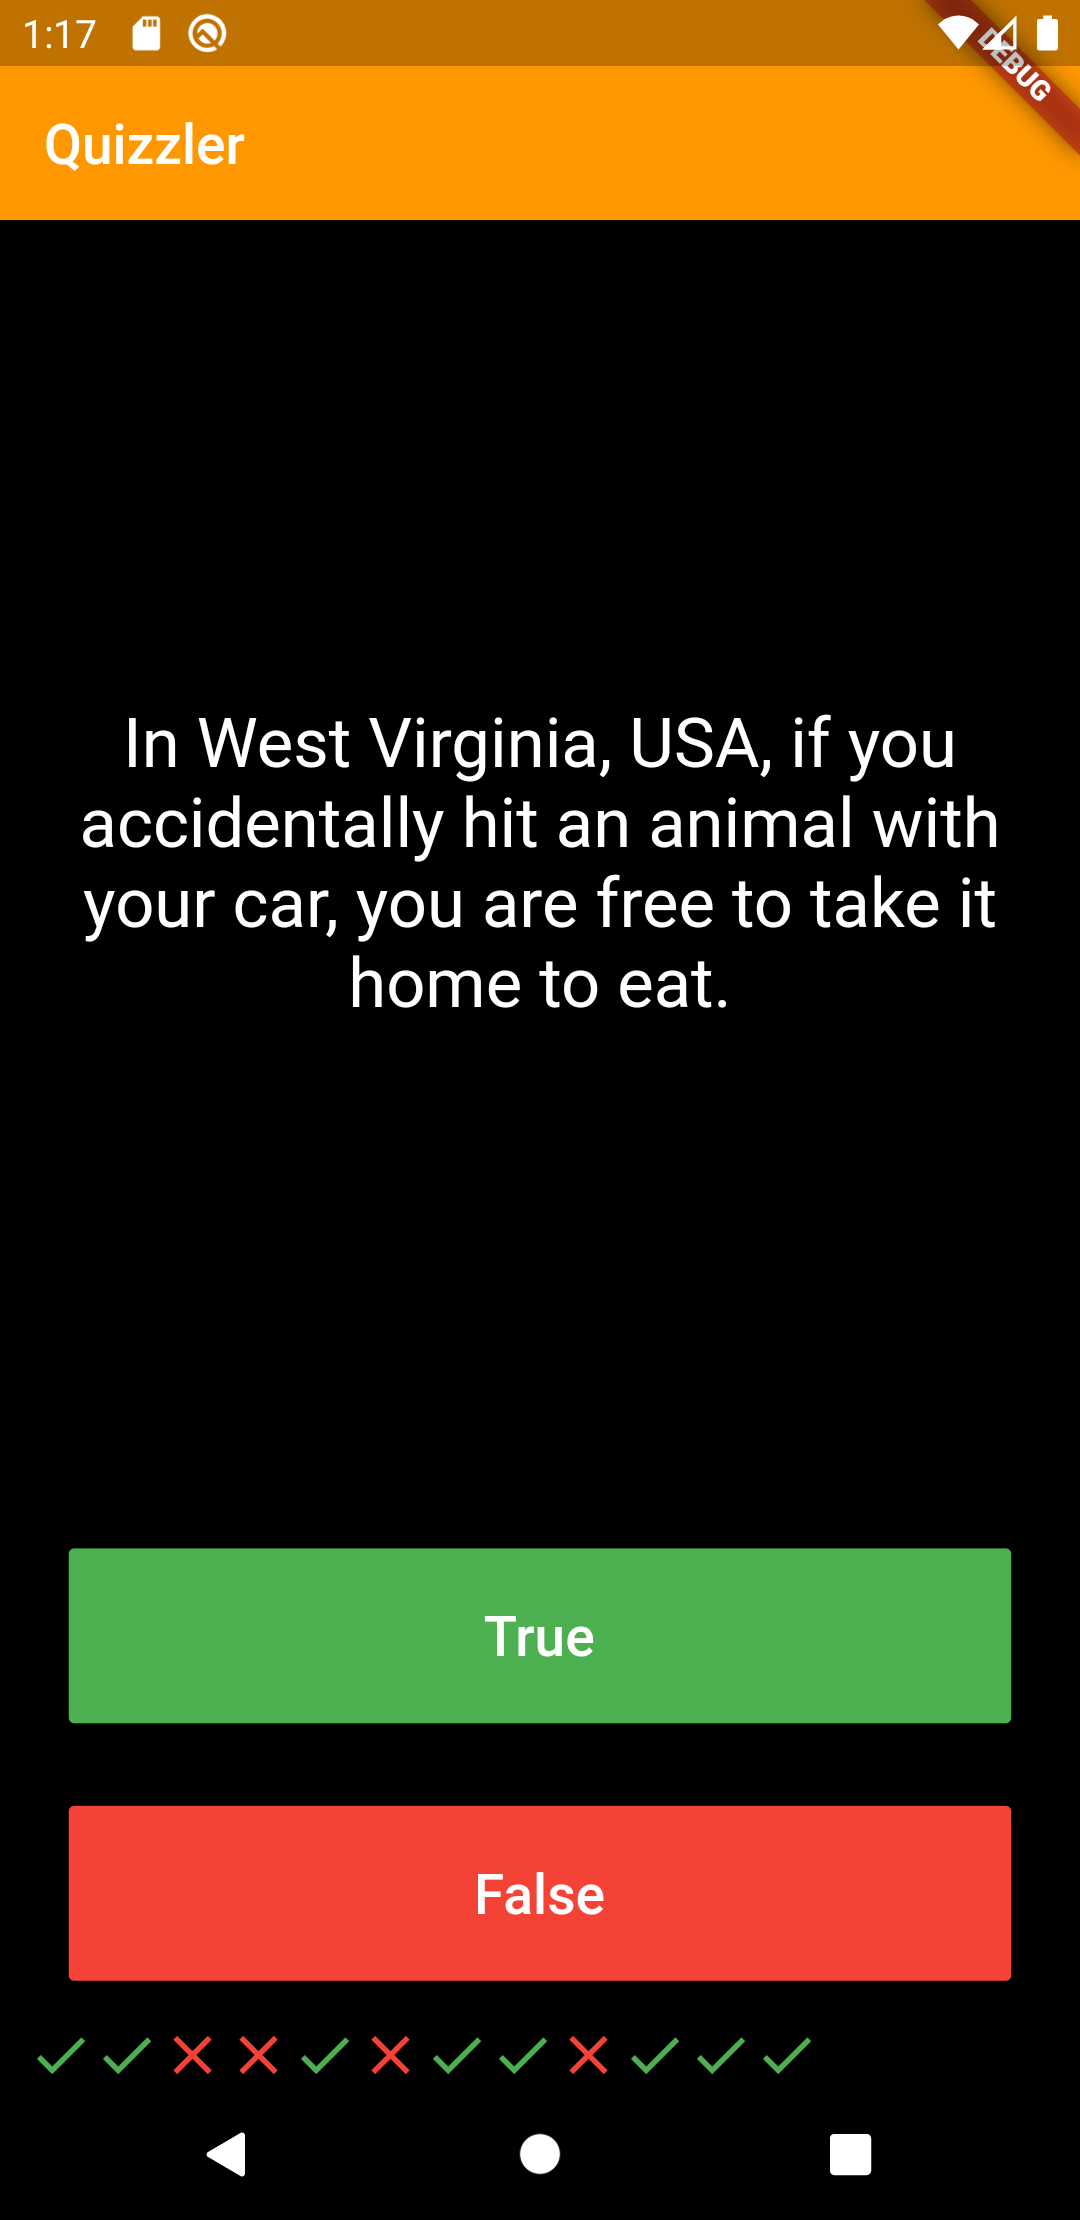 1:17
DEBUG
Quizzler
In West Virginia, USA, if you
accidentally hit an animal with
your car, you are free to take it
home to eat.
True
False